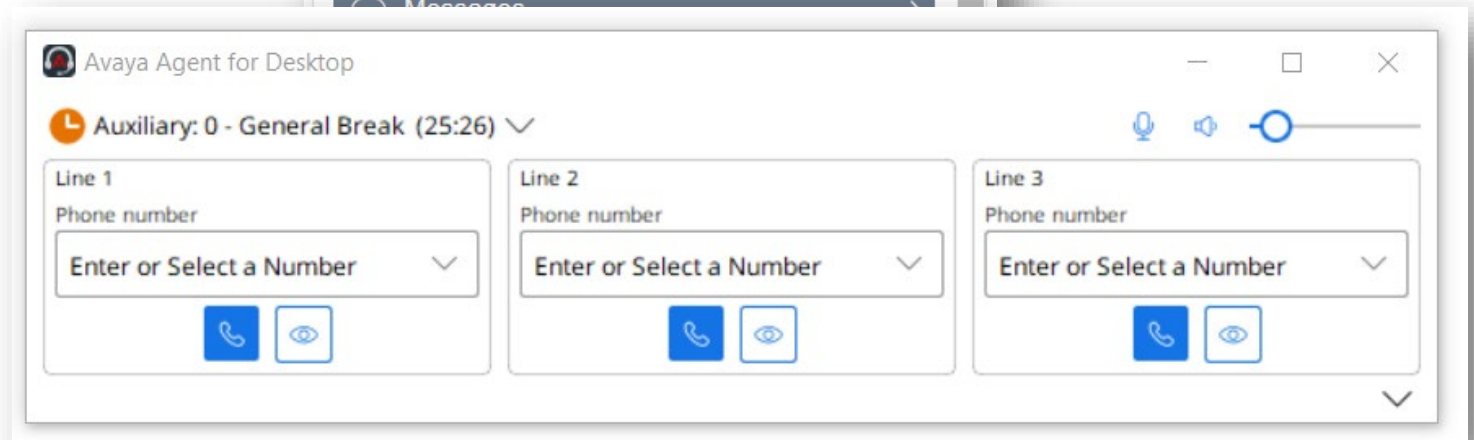 Messages
Avaya Agent for Desktop
Auxiliary: 0 - General Break (25:26)
Line 1
Phone number
Enter or Select a Number
Line 2
Phone number
Enter or Select a Number
Line 3
Phone number
Enter or Select a Number